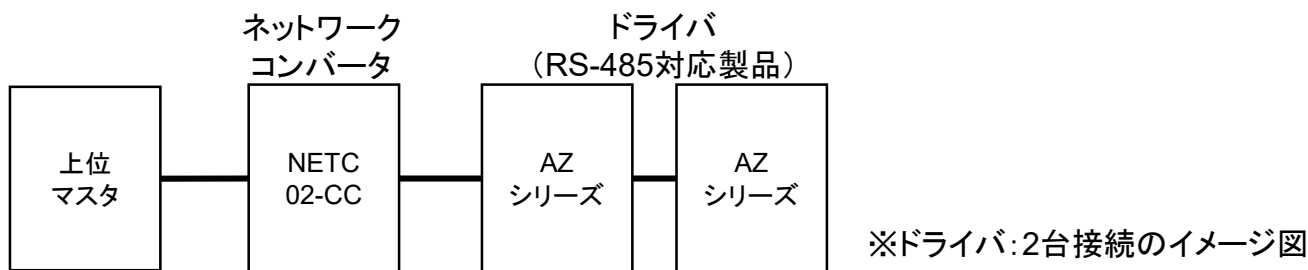 ネットワーク
コンバータ
ドライバ
（RS-485対応製品）
上位
マスタ
NETC
02-CC
AZ
シリーズ
AZ
シリーズ
※ドライバ：2台接続のイメージ図